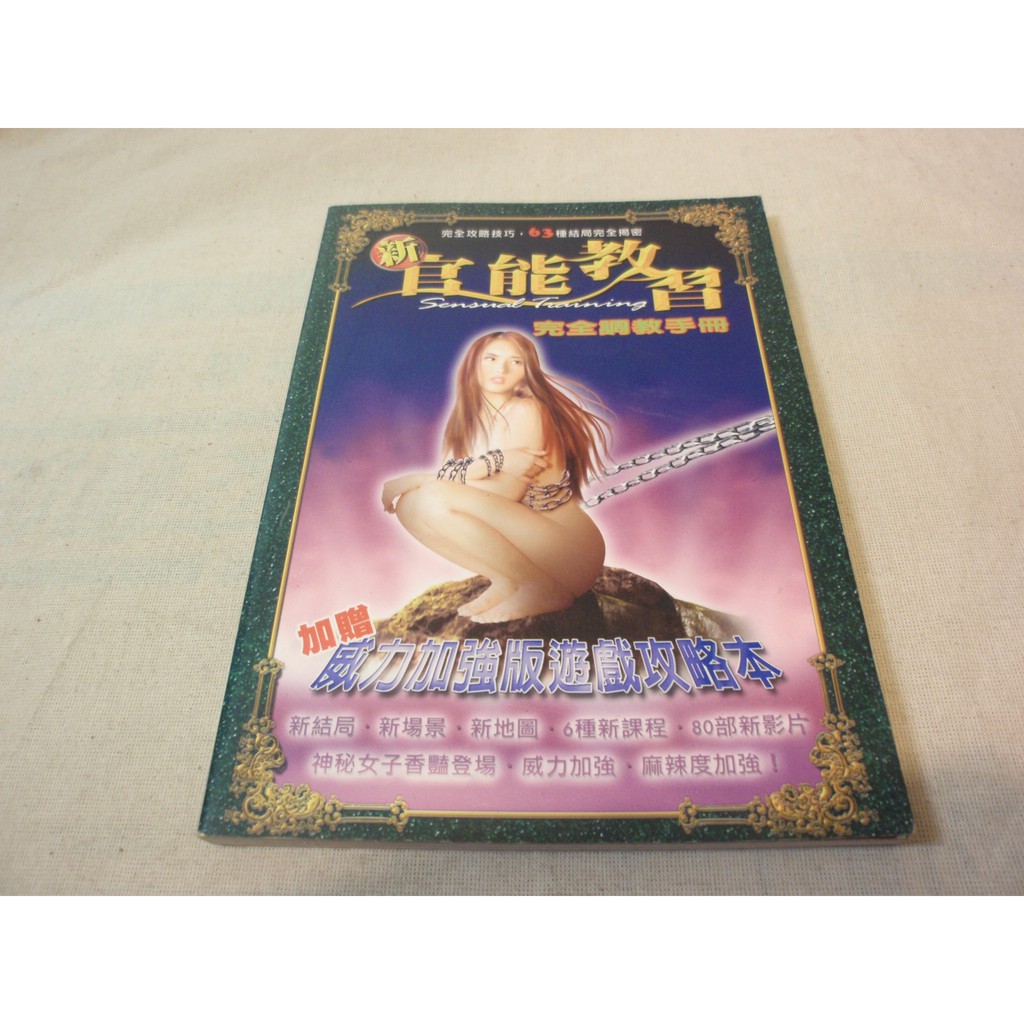 完全攻略技巧・63種結局完全揭密
新官能教習
Sensual Training
完全調教手冊
加贈
威力加強版遊戲攻略本
新結局・新場景・新地圖・6種新課程・80部新影片
神秘女子香豔登場・威力加強・麻辣度加強！